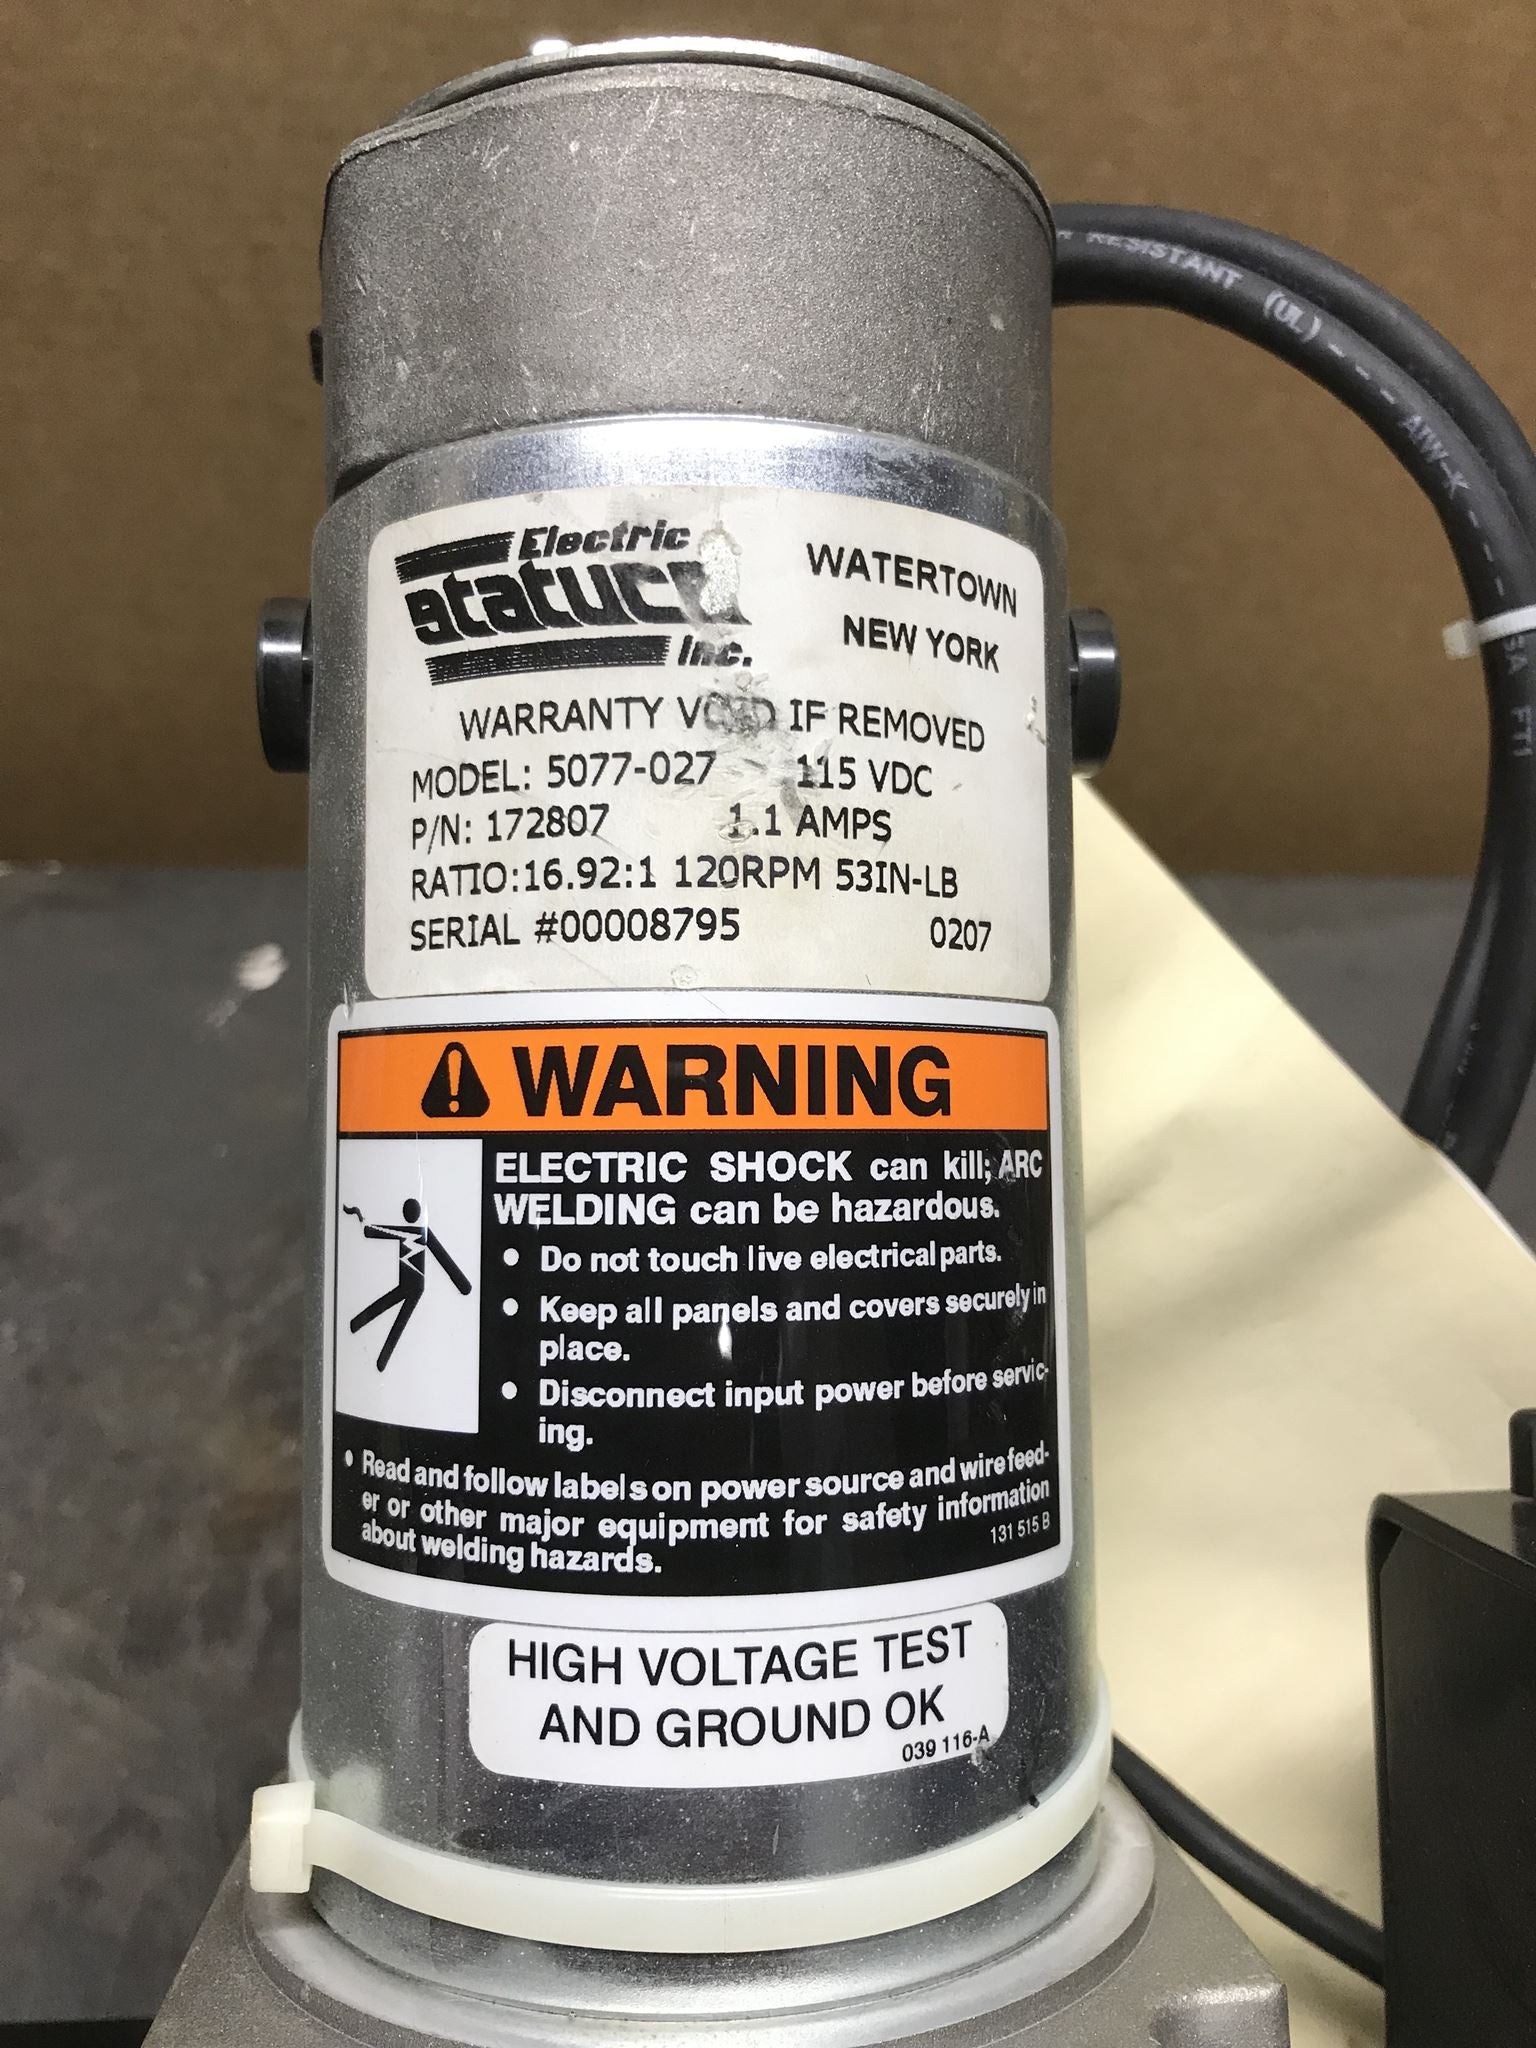 Electric
WATERTOWN
NEW YORK
Inc.
WARRANTY VOID IF REMOVED
MODEL: 5077-027 115 VDC
P/N: 172807 1.1 AMPS
RATIO:16.92:1 120RPM 53IN-LB
SERIAL #00008795 0207
WARNING
ELECTRIC SHOCK can kill; ARC
WELDING can be hazardous.
• Do not touch live electrical parts.
• Keep all panels and covers securely in
place.
• Disconnect input power before servic-
ing.
• Read and follow labels on power source and wire feed-
er or other major equipment for safety information
about welding hazards.
131 515 B
HIGH VOLTAGE TEST
AND GROUND OK
039 116-A
RESISTANT (UL) - - - - AWW-K - - -